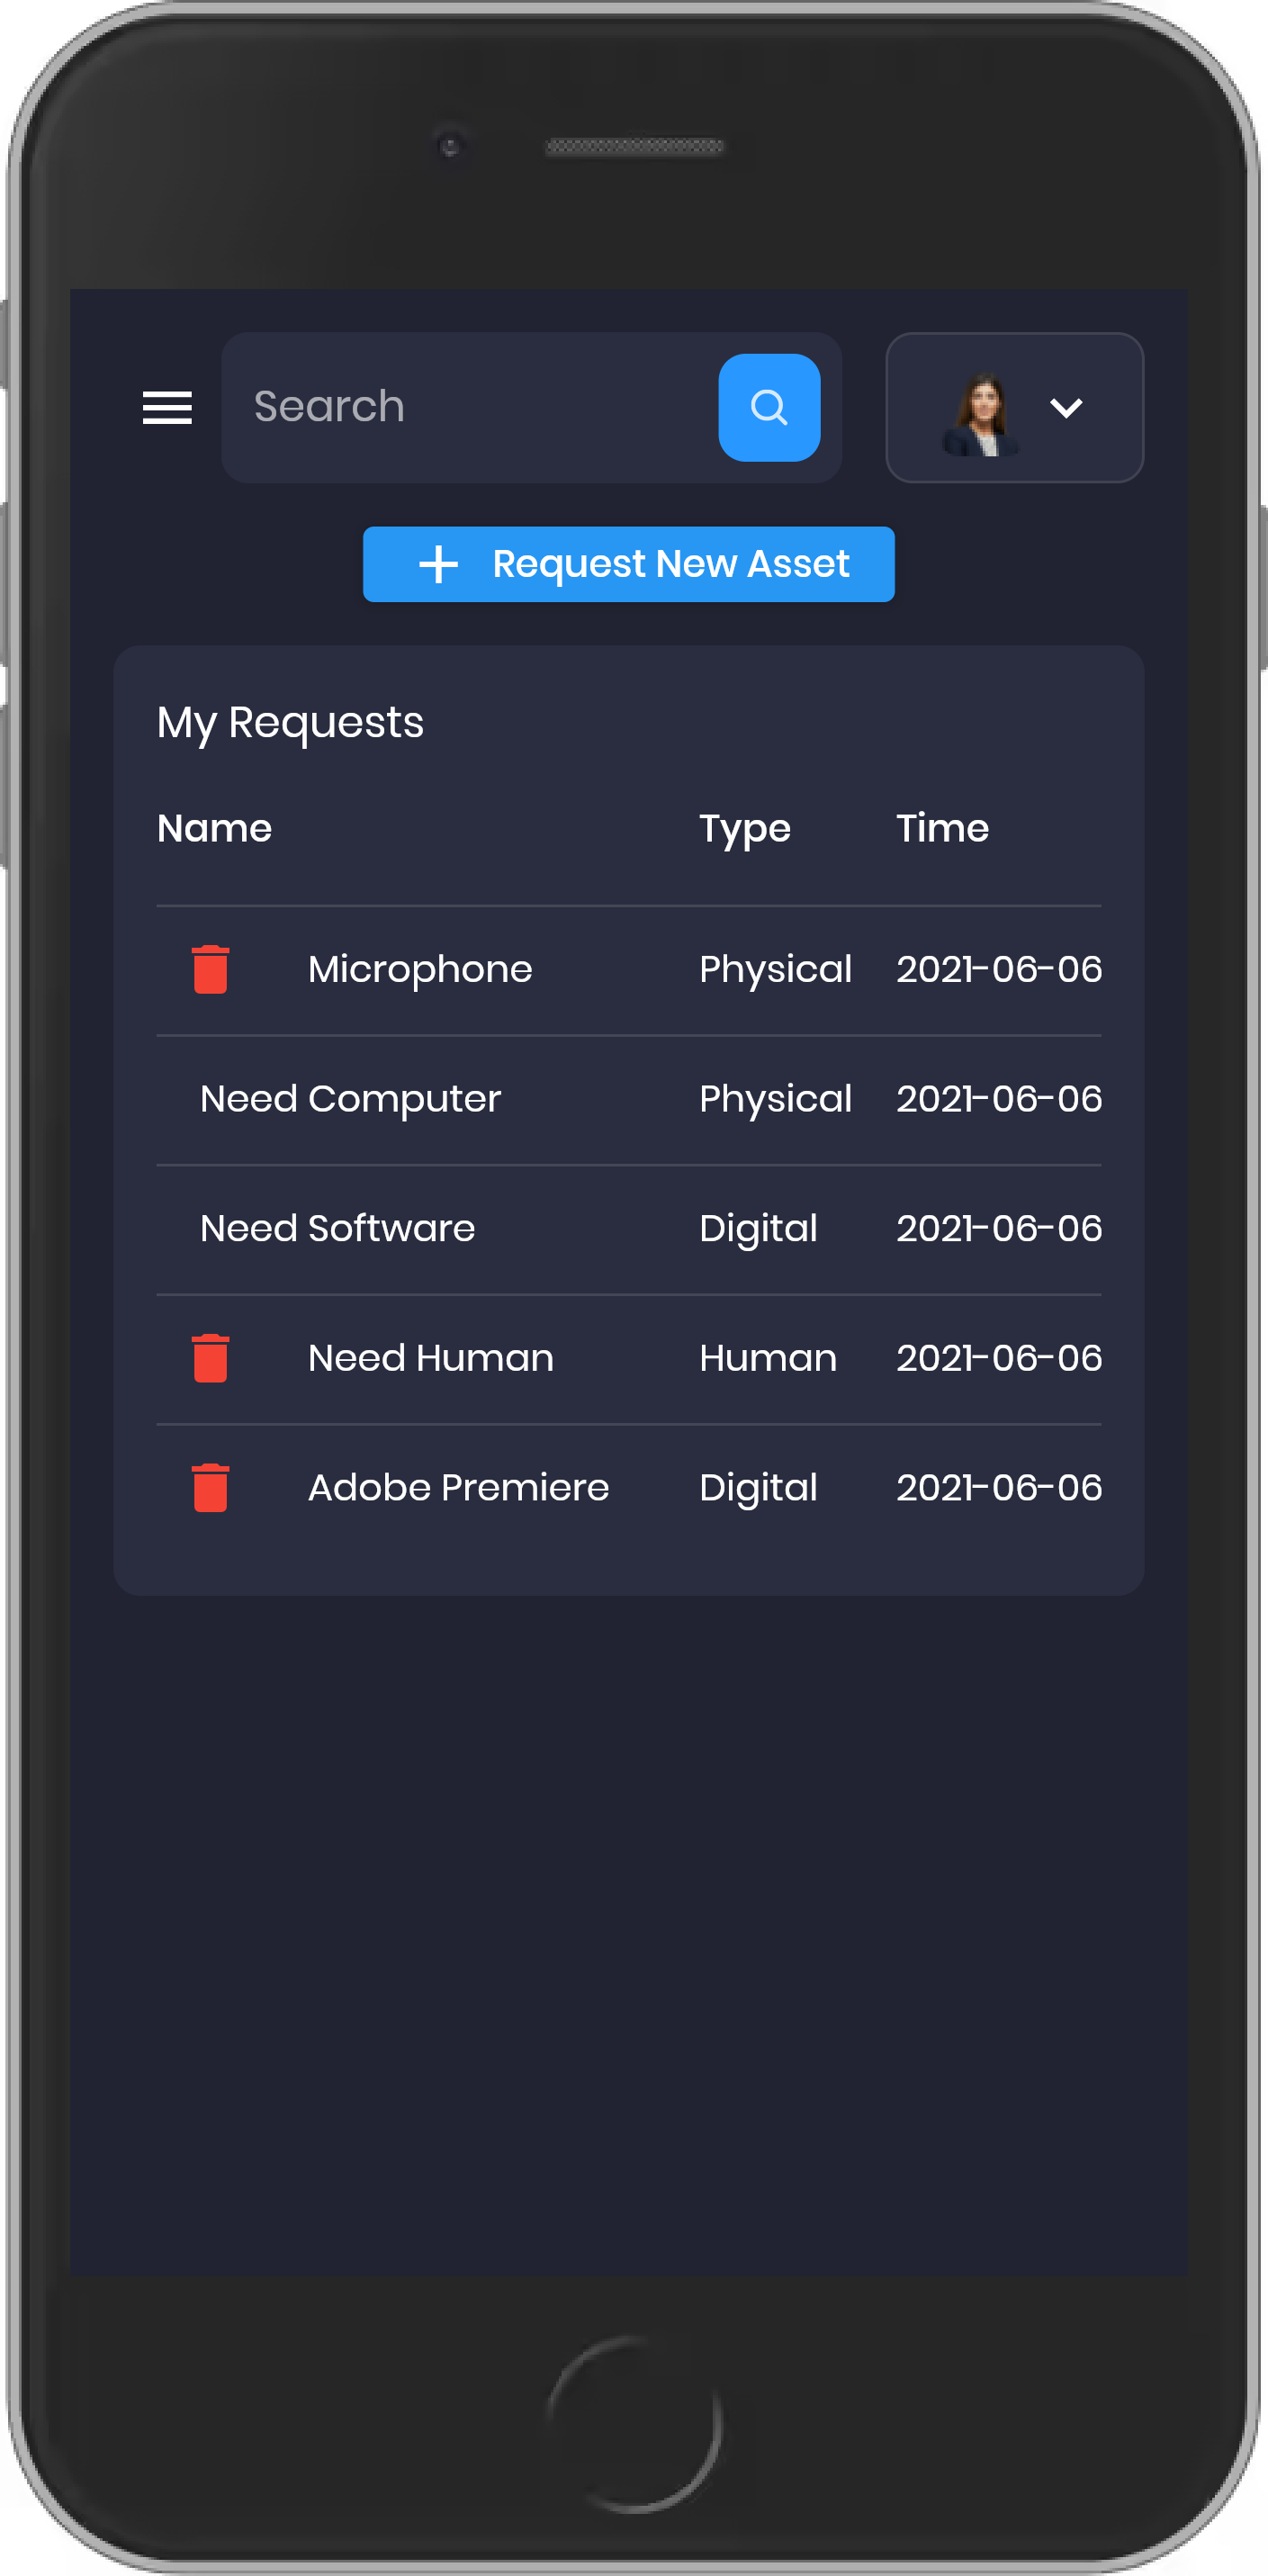 Search
Request New Asset
My Requests
Name Type Time
Microphone Physical 2021-06-06
Need Computer Physical 2021-06-06
Need Software Digital 2021-06-06
Need Human Human 2021-06-06
Adobe Premiere Digital 2021-06-06